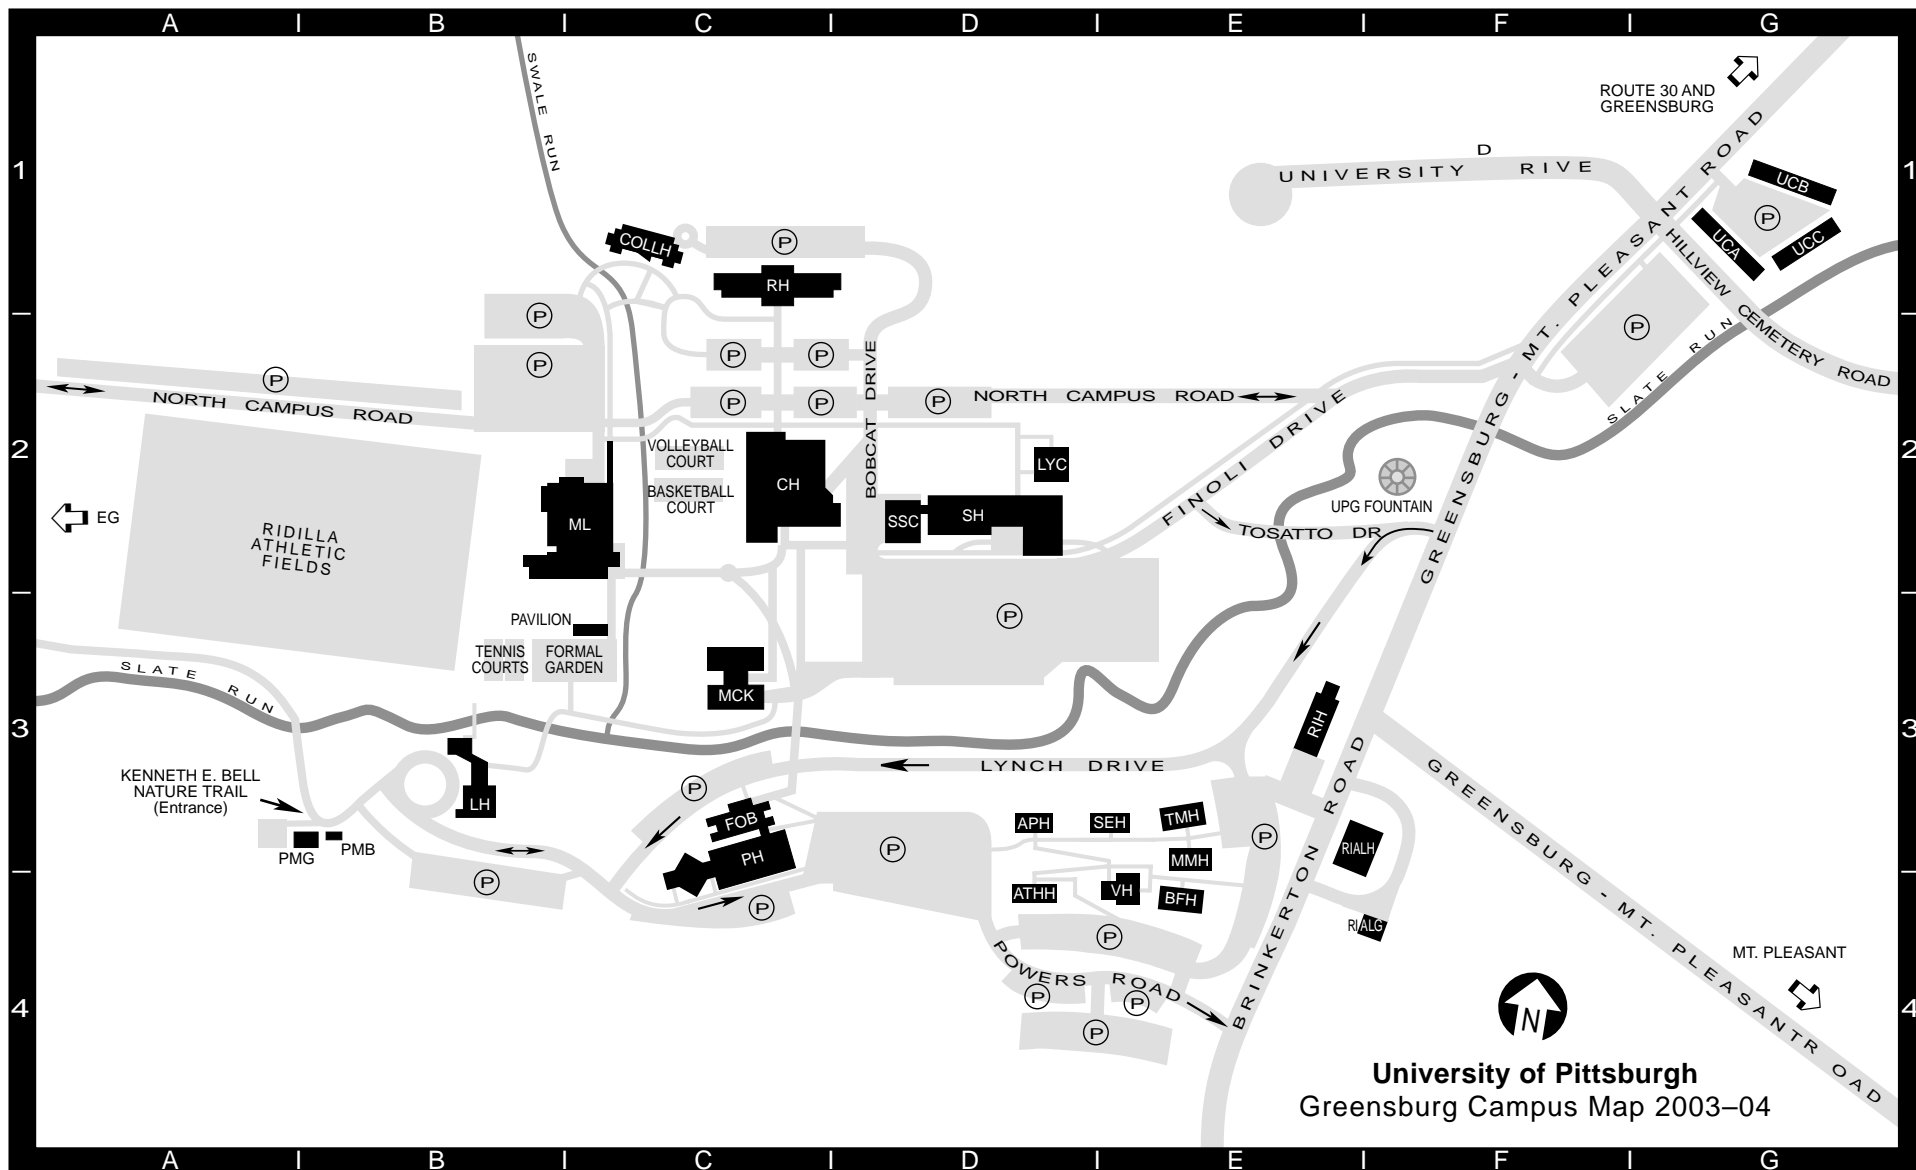 A B C D E F G
1
2
3
4
SWALE RUN
ROUTE 30 AND
GREENSBURG
D
UNIVERSITY RIVE
GREENSBURG - MT. PLEASANT ROAD
UCB
P
UCA
UCC
HILLVIEW CEMETERY ROAD
COLLH
P
RH
P
P
P
P
P
P
P
P
P
SLATE RUN
NORTH CAMPUS ROAD
BOBCAT DRIVE
NORTH CAMPUS ROAD
FINOLI DRIVE
VOLLEYBALL
COURT
BASKETBALL
COURT
CH
LYC
SSC
SH
ML
EG
RIDILLA
ATHLETIC
FIELDS
UPG FOUNTAIN
TOSATTO DR
P
PAVILION
TENNIS
COURTS
FORMAL
GARDEN
MCK
SLATE RUN
RIH
LYNCH DRIVE
KENNETH E. BELL
NATURE TRAIL
(Entrance)
LH
P
FOB
PH
PMG
PMB
P
P
P
APH
SEH
TMH
MMH
ATHH
VH
BFH
P
RIALH
RIALG
P
POWERS ROAD
P
P
P
BRINKERTON ROAD
GREENSBURG - MT. PLEASANTR OAD
MT. PLEASANT
N
University of Pittsburgh
Greensburg Campus Map 2003–04
1
2
3
4
A B C D E F G